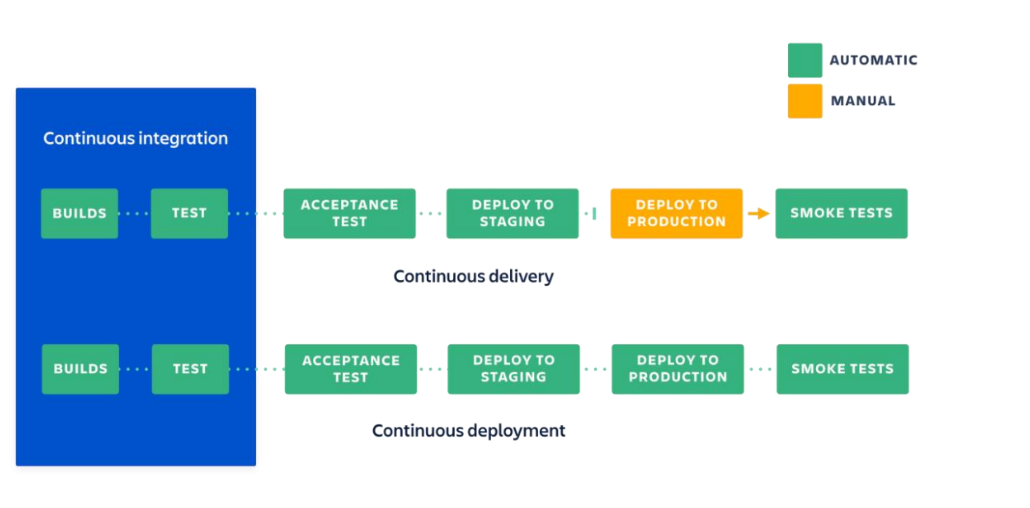 AUTOMATIC
MANUAL
Continuous integration
BUILDS
TEST
ACCEPTANCE
TEST
DEPLOY TO
STAGING
DEPLOY TO
PRODUCTION
SMOKE TESTS
Continuous delivery
BUILDS
TEST
ACCEPTANCE
TEST
DEPLOY TO
STAGING
DEPLOY TO
PRODUCTION
SMOKE TESTS
Continuous deployment